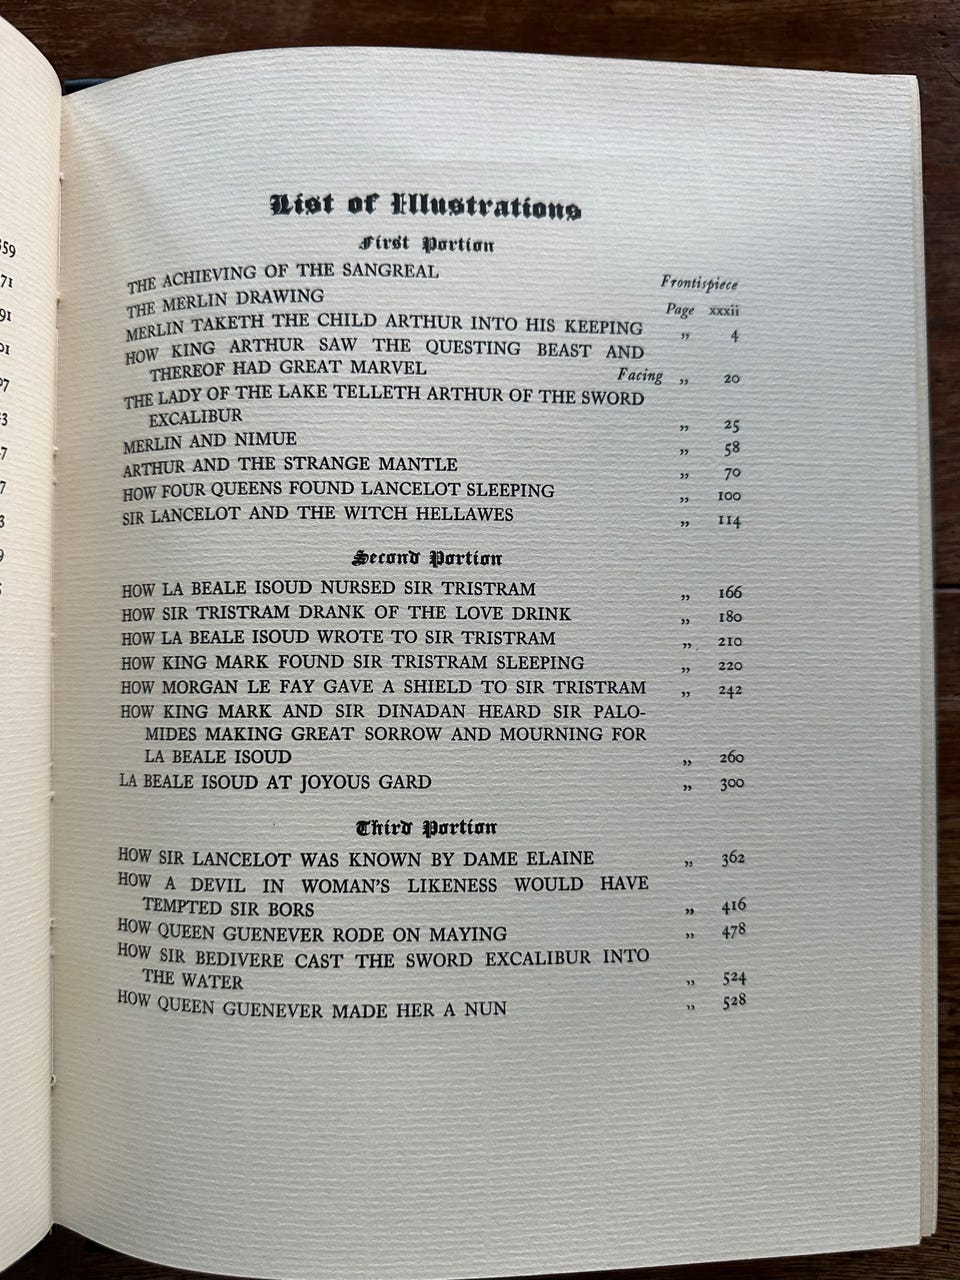 List of Illustrations
First Portion
THE ACHIEVING OF THE SANGREAL Frontispiece
THE MERLIN DRAWING Page xxxii
MERLIN TAKETH THE CHILD ARTHUR INTO HIS KEEPING „ 4
HOW KING ARTHUR SAW THE QUESTING BEAST AND
THEREOF HAD GREAT MARVEL Facing „ 20
THE LADY OF THE LAKE TELLETH ARTHUR OF THE SWORD
EXCALIBUR „ 25
MERLIN AND NIMUE „ 58
ARTHUR AND THE STRANGE MANTLE „ 70
HOW FOUR QUEENS FOUND LANCELOT SLEEPING „ 100
SIR LANCELOT AND THE WITCH HELLAWES „ 114
Second Portion
HOW LA BEALE ISOUD NURSED SIR TRISTRAM „ 166
HOW SIR TRISTRAM DRANK OF THE LOVE DRINK „ 180
HOW LA BEALE ISOUD WROTE TO SIR TRISTRAM „ 210
HOW KING MARK FOUND SIR TRISTRAM SLEEPING „ 220
HOW MORGAN LE FAY GAVE A SHIELD TO SIR TRISTRAM „ 242
HOW KING MARK AND SIR DINADAN HEARD SIR PALO-
MIDES MAKING GREAT SORROW AND MOURNING FOR
LA BEALE ISOUD „ 260
LA BEALE ISOUD AT JOYOUS GARD „ 300
Third Portion
HOW SIR LANCELOT WAS KNOWN BY DAME ELAINE „ 362
HOW A DEVIL IN WOMAN'S LIKENESS WOULD HAVE
TEMPTED SIR BORS „ 416
HOW QUEEN GUENEVER RODE ON MAYING „ 478
HOW SIR BEDIVERE CAST THE SWORD EXCALIBUR INTO
THE WATER „ 524
HOW QUEEN GUENEVER MADE HER A NUN „ 528